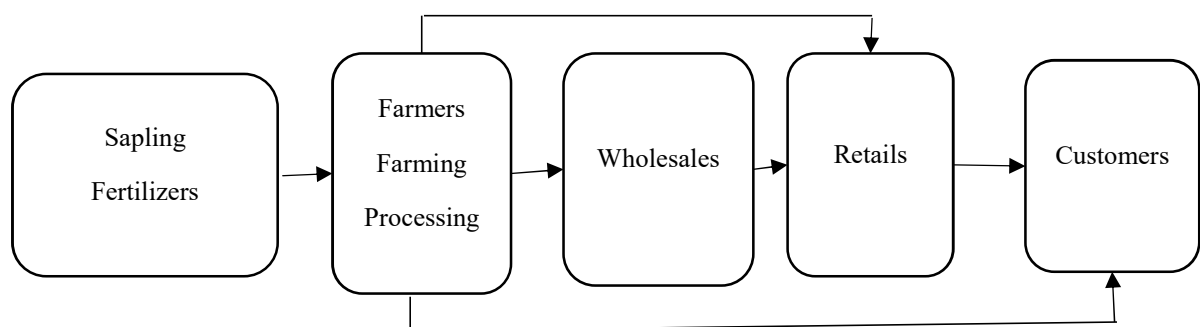 Sapling
Fertilizers
Farmers
Farming
Processing
Wholesales
Retails
Customers